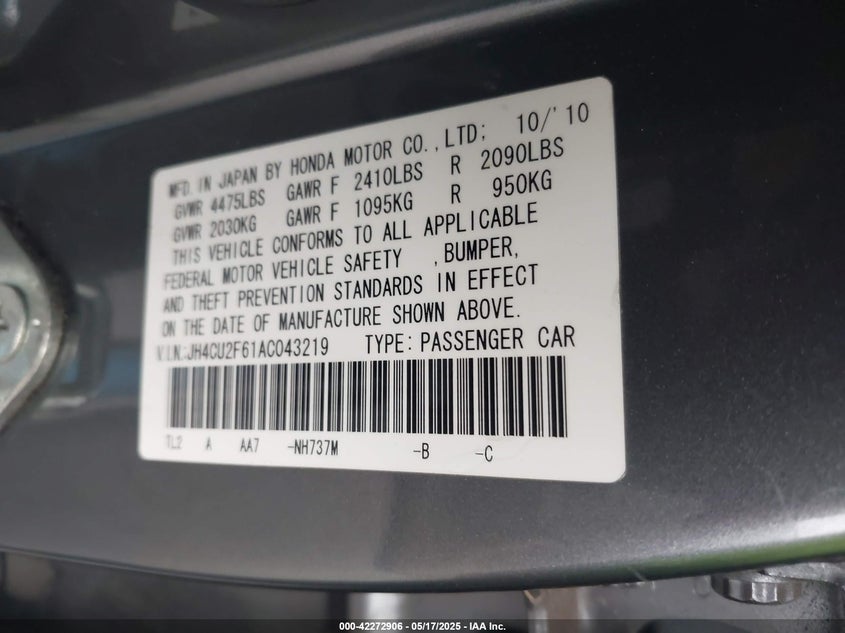 MFD. IN JAPAN BY HONDA MOTOR CO.,LTD; 10/'10
GVWR 4475LBS GAWR F 2410LBS R 2090LBS
GVWR 2030KG GAWR F 1095KG R 950KG
THIS VEHICLE CONFORMS TO ALL APPLICABLE
FEDERAL MOTOR VEHICLE SAFETY ,BUMPER,
AND THEFT PREVENTION STANDARDS IN EFFECT
ON THE DATE OF MANUFACTURE SHOWN ABOVE.
V.I.N:JH4CU2F61AC043219 TYPE:PASSENGER CAR
TL2 A AA7 -NH737M -B -C
000-42272906 - 05/17/2025 - IAA Inc.